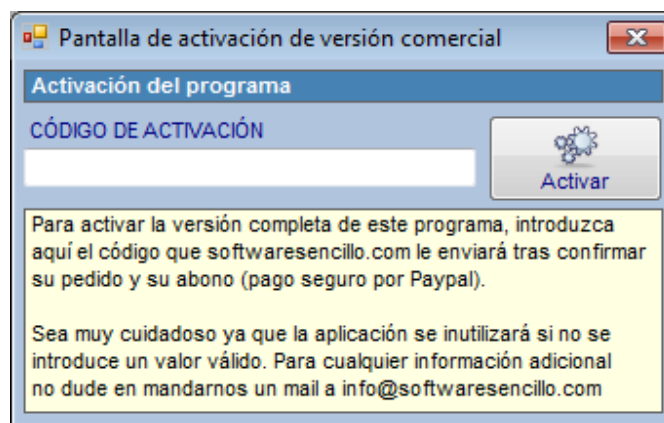 Pantalla de activación de versión comercial
Activación del programa
CÓDIGO DE ACTIVACIÓN
Activar
Para activar la versión completa de este programa, introduzca
aquí el código que softwaresencillo.com le enviará tras confirmar
su pedido y su abono (pago seguro por Paypal).
Sea muy cuidadoso ya que la aplicación se inutilizará si no se
introduce un valor válido. Para cualquier información adicional
no dude en mandarnos un mail a info@softwaresencillo.com